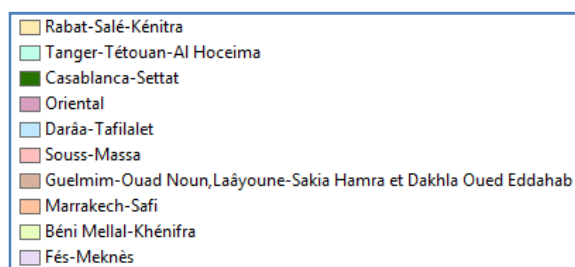 Rabat-Salé-Kénitra
Tanger-Tétouan-Al Hoceima
Casablanca-Settat
Oriental
Darâa-Tafilalet
Souss-Massa
Guelmim-Ouad Noun,Laâyoune-Sakia Hamra et Dakhla Oued Eddahab
Marrakech-Safi
Béni Mellal-Khénifra
Fés-Meknès